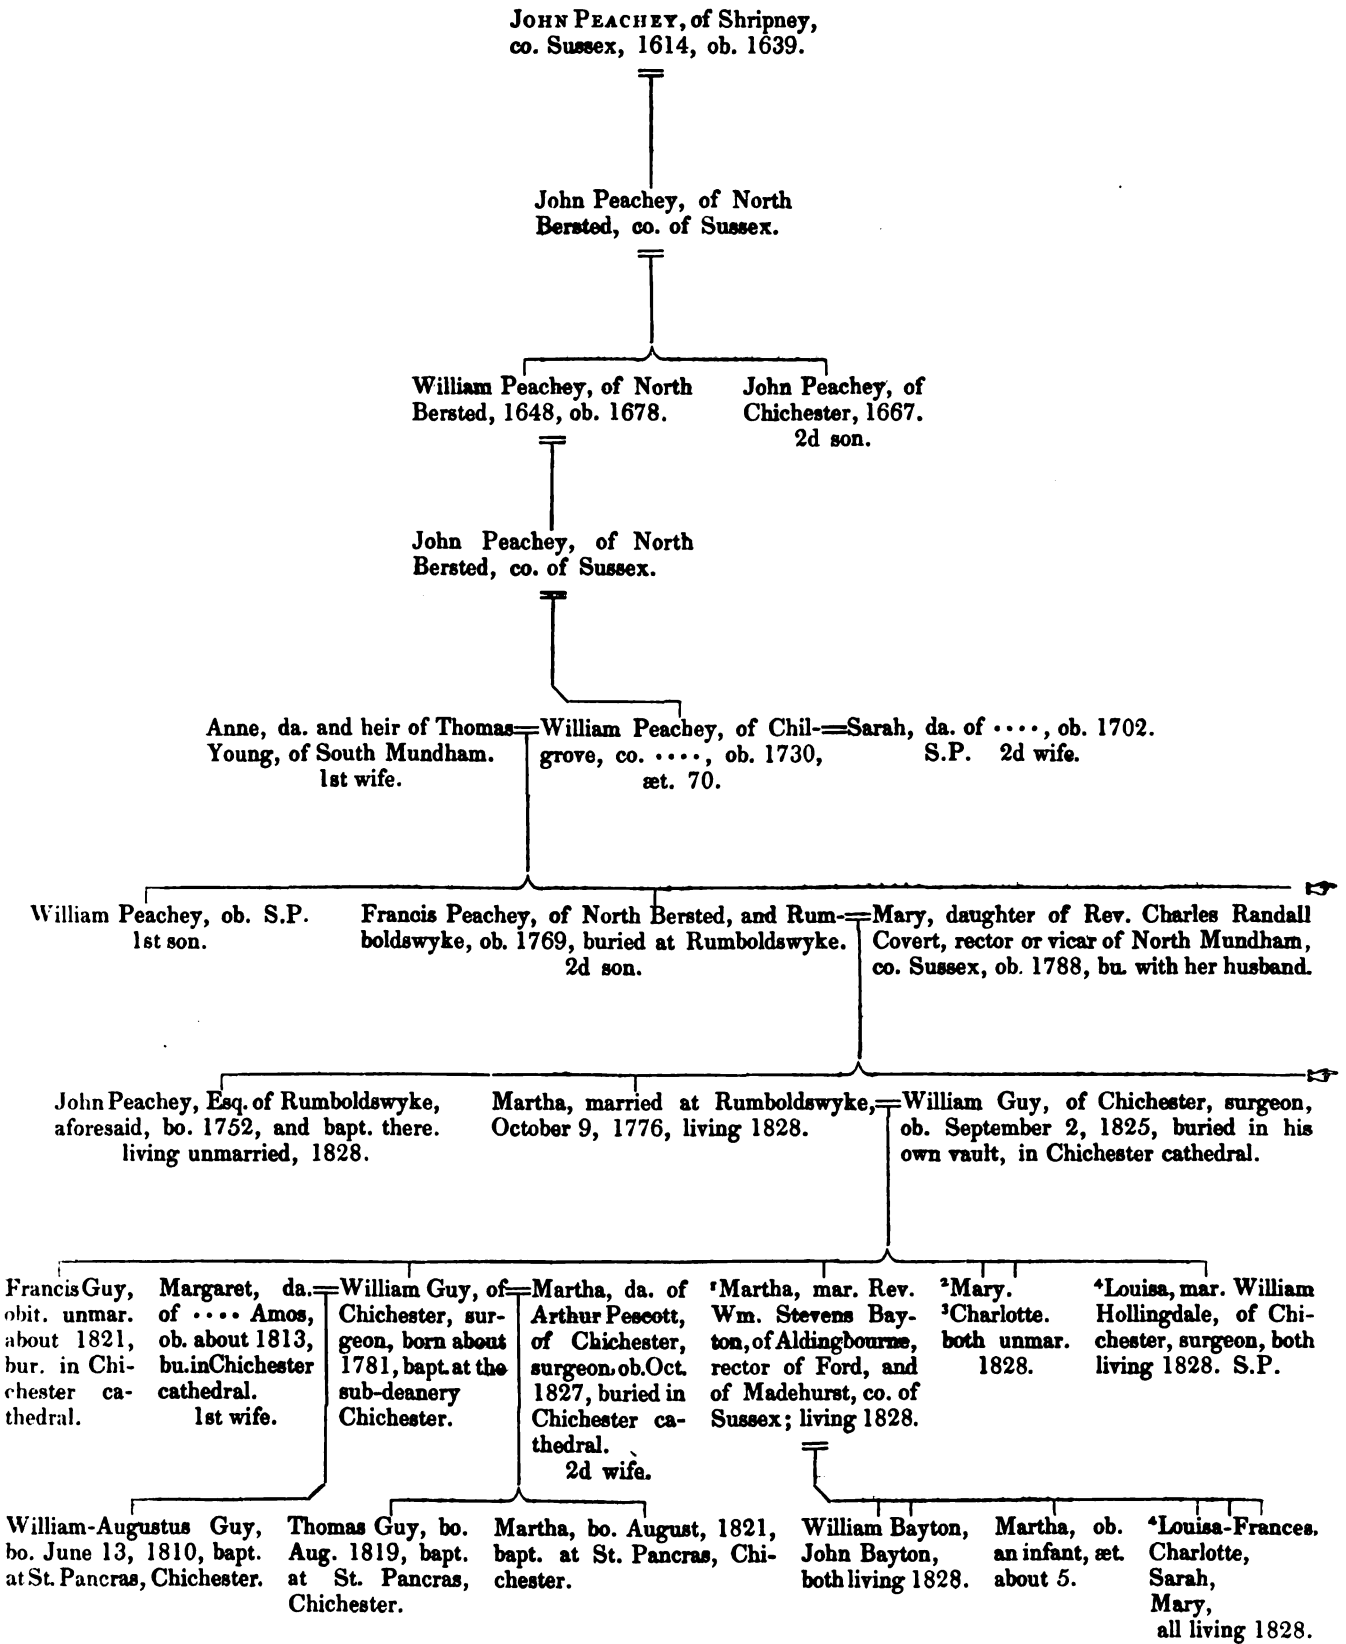 JOHN PEACHEY, of Shripney,
co. Sussex, 1614, ob. 1639.
John Peachey, of North
Bersted, co. of Sussex.
William Peachey, of North
Bersted, 1648, ob. 1678.
John Peachey, of
Chichester, 1667.
2d son.
John Peachey, of North
Bersted, co. of Sussex.
Anne, da. and heir of Thomas
Young, of South Mundham.
1st wife.
William Peachey, of Chil-
grove, co. ····, ob. 1730,
æt. 70.
Sarah, da. of ····, ob. 1702.
S.P. 2d wife.
William Peachey, ob. S.P.
1st son.
Francis Peachey, of North Bersted, and Rum-
boldswyke, ob. 1769, buried at Rumboldswyke.
2d son.
Mary, daughter of Rev. Charles Randall
Covert, rector or vicar of North Mundham,
co. Sussex, ob. 1788, bu. with her husband.
John Peachey, Esq. of Rumboldswyke,
aforesaid, bo. 1752, and bapt. there.
living unmarried, 1828.
Martha, married at Rumboldswyke,
October 9, 1776, living 1828.
William Guy, of Chichester, surgeon,
ob. September 2, 1825, buried in his
own vault, in Chichester cathedral.
Francis Guy,
obit. unmar.
about 1821,
bur. in Chi-
chester ca-
thedral.
Margaret, da.
of ···· Amos,
ob. about 1813,
bu. in Chichester
cathedral.
1st wife.
William Guy, of
Chichester, sur-
geon, born about
1781, bapt. at the
sub-deanery
Chichester.
Martha, da. of
Arthur Pescott,
of Chichester,
surgeon, ob. Oct.
1827, buried in
Chichester ca-
thedral.
2d wife.
¹Martha, mar. Rev.
Wm. Stevens Bay-
ton, of Aldingbourne,
rector of Ford, and
of Madehurst, co. of
Sussex; living 1828.
²Mary.
³Charlotte.
both unmar.
1828.
⁴Louisa, mar. William
Hollingdale, of Chi-
chester, surgeon, both
living 1828. S.P.
William-Augustus Guy,
bo. June 13, 1810, bapt.
at St. Pancras, Chichester.
Thomas Guy, bo.
Aug. 1819, bapt.
at St. Pancras,
Chichester.
Martha, bo. August, 1821,
bapt. at St. Pancras, Chi-
chester.
William Bayton,
John Bayton,
both living 1828.
Martha, ob.
an infant, æt.
about 5.
⁴Louisa-Frances.
Charlotte,
Sarah,
Mary,
all living 1828.